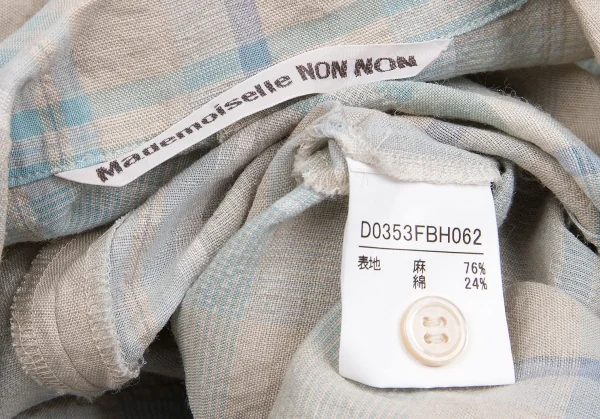 Mademoiselle NON NON
D0353FBH062
表地 麻 76%
綿 24%